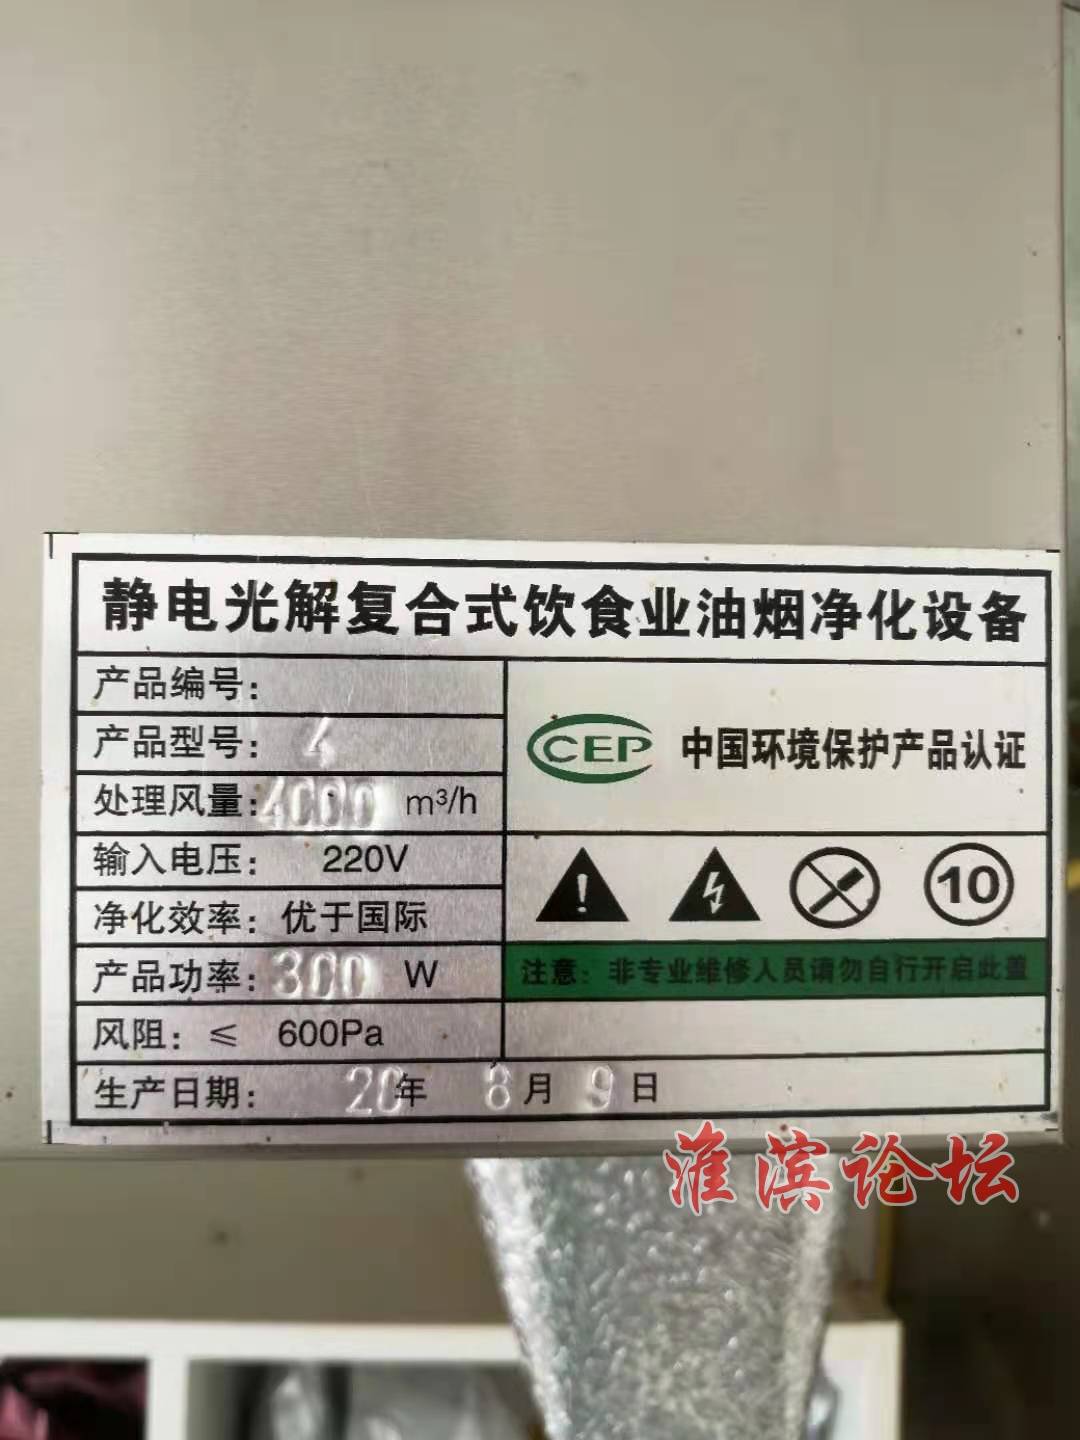 静电光解复合式饮食业油烟净化设备
产品编号：
产品型号： 4
处理风量：4000 m³/h
输入电压： 220V
净化效率：优于国际
产品功率：300 W
风阻：≤ 600Pa
生产日期： 20年 8月 9日
CEP 中国环境保护产品认证
10
注意：非专业维修人员请勿自行开启此盖
淮滨论坛